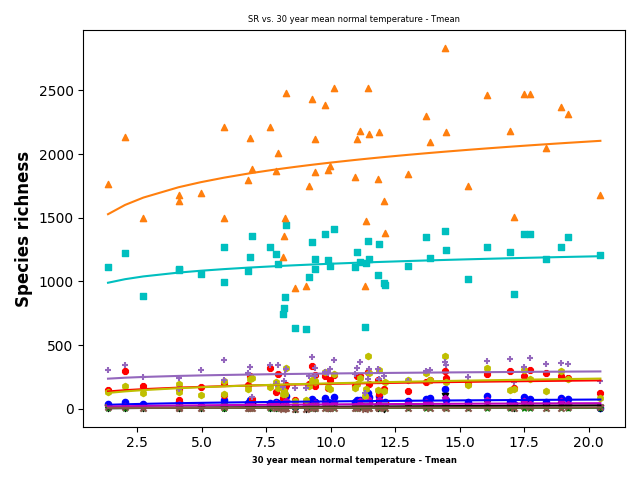 SR vs. 30 year mean normal temperature - Tmean
Species richness
2500
2000
1500
1000
500
0
2.5 5.0 7.5 10.0 12.5 15.0 17.5 20.0
30 year mean normal temperature - Tmean